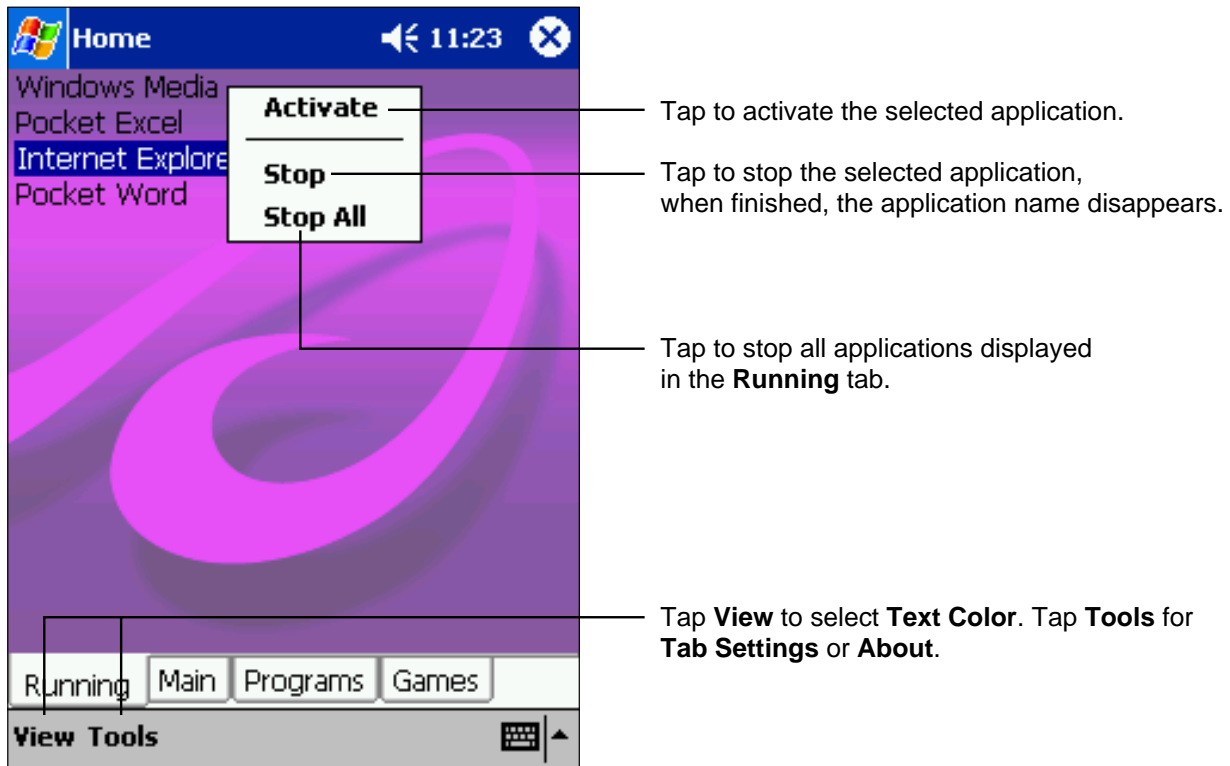 Home 11:23
Windows Media
Pocket Excel
Internet Explore
Pocket Word
Activate
Stop
Stop All
Tap to activate the selected application.
Tap to stop the selected application,
when finished, the application name disappears.
Tap to stop all applications displayed
in the Running tab.
Tap View to select Text Color. Tap Tools for
Tab Settings or About.
Running Main Programs Games
View Tools